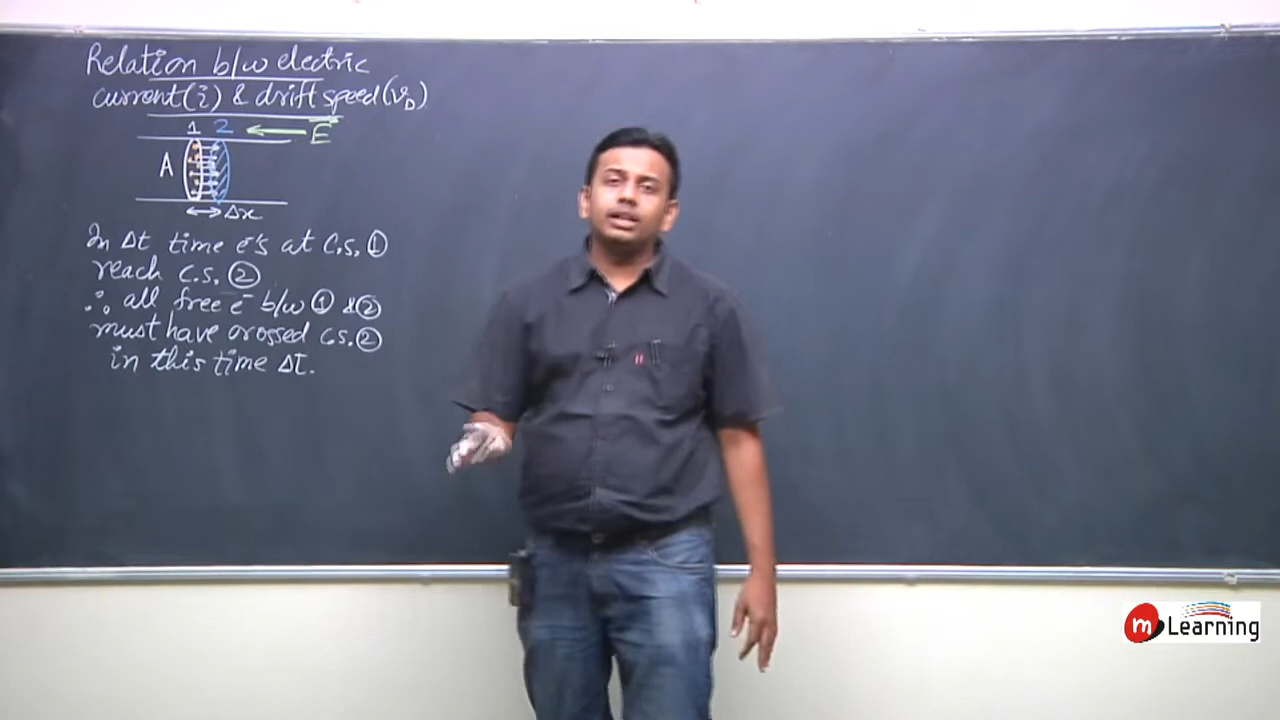 Relation b/w electric
current(i) & drift speed(v_D)
1 2 E
A
Δx
In Δt time e⁻s at C.S. ①
reach C.S. ②
∴ all free e⁻ b/w ① & ②
must have crossed C.S. ②
in this time Δt.
m Learning